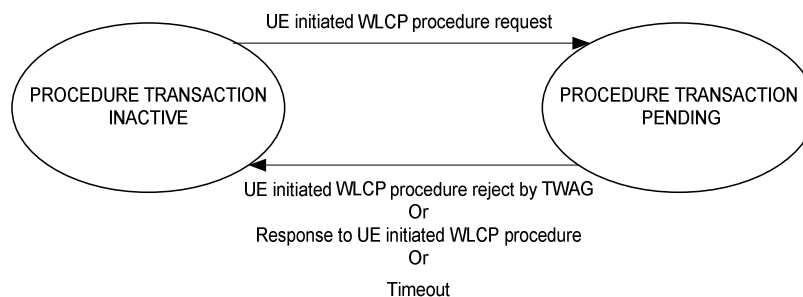 UE initiated WLCP procedure request
PROCEDURE TRANSACTION
INACTIVE
PROCEDURE TRANSACTION
PENDING
UE initiated WLCP procedure reject by TWAG
Or
Response to UE initiated WLCP procedure
Or
Timeout